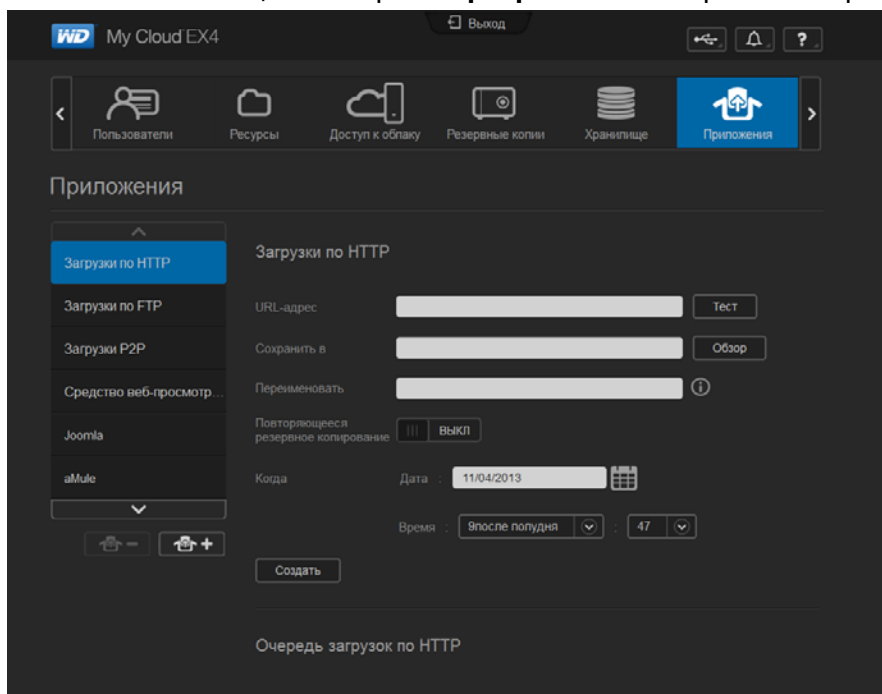 WD My Cloud EX4
Выход
?
Пользователи
Ресурсы
Доступ к облаку
Резервные копии
Хранилище
Приложения
Приложения
Загрузки по HTTP
Загрузки по FTP
Загрузки P2P
Средство веб-просмотр...
Joomla
aMule
Загрузки по HTTP
URL-адрес
Тест
Сохранить в
Обзор
Переименовать
Повторяющееся
резервное копирование
ВЫКЛ
Когда
Дата :
11/04/2013
Время :
9после полудня
:
47
Создать
Очередь загрузок по HTTP